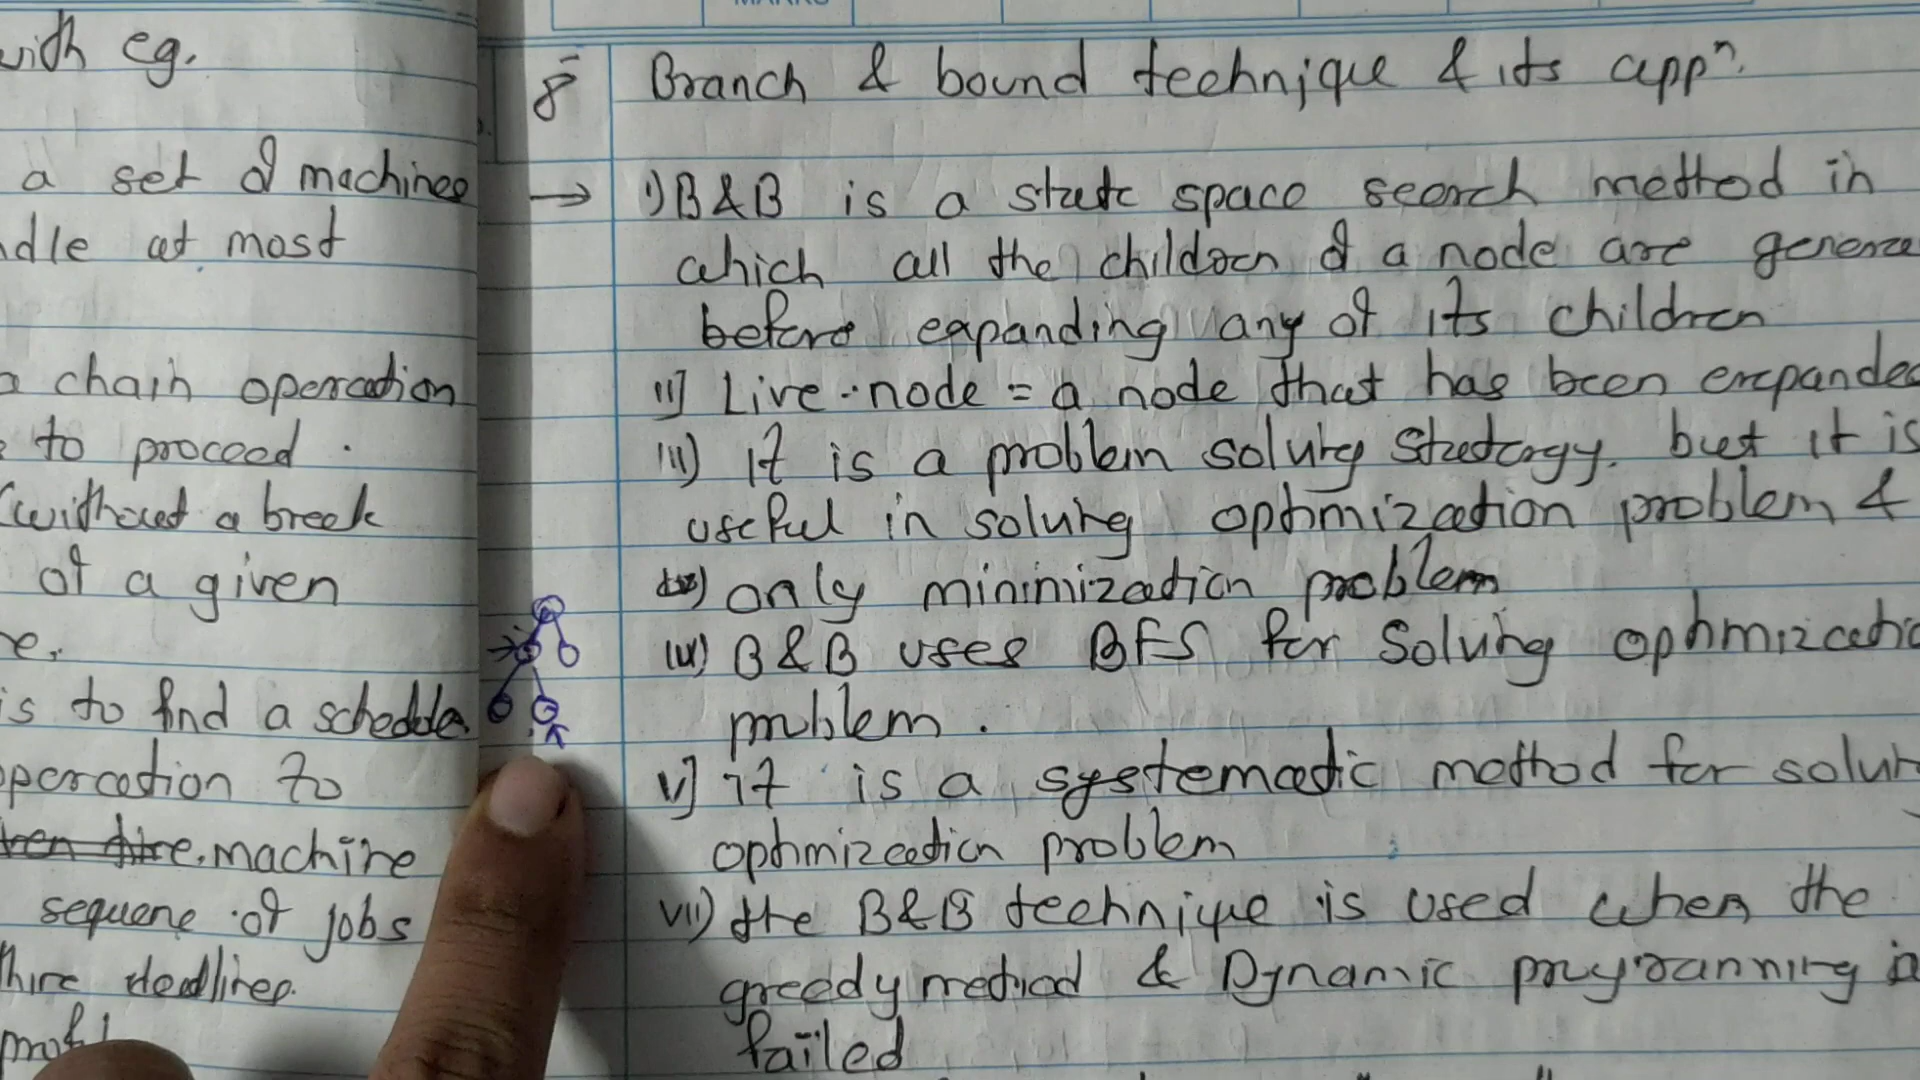 with eg.
a set of machines
ndle at most
a chain operation
to proceed.
(without a break
of a given
e.
is to find a schedule
operation to
machine
sequene of jobs
deadlines.
8
Branch & bound technique & its appn.
→ i) B&B is a state space search method in
which all the children of a node are genera
before expanding any of its children
ii] Live-node = a node that has been expanded
iii) it is a problem solving stratergy. but it is
useful in solving optimization problem &
only minimization problem
iv) B&B uses BFS for solving optimizatio
problem.
v] it is a systematic method for solvin
optimization problem
vii) the B&B technique is used when the
greedy method & Dynamic programming is
failed